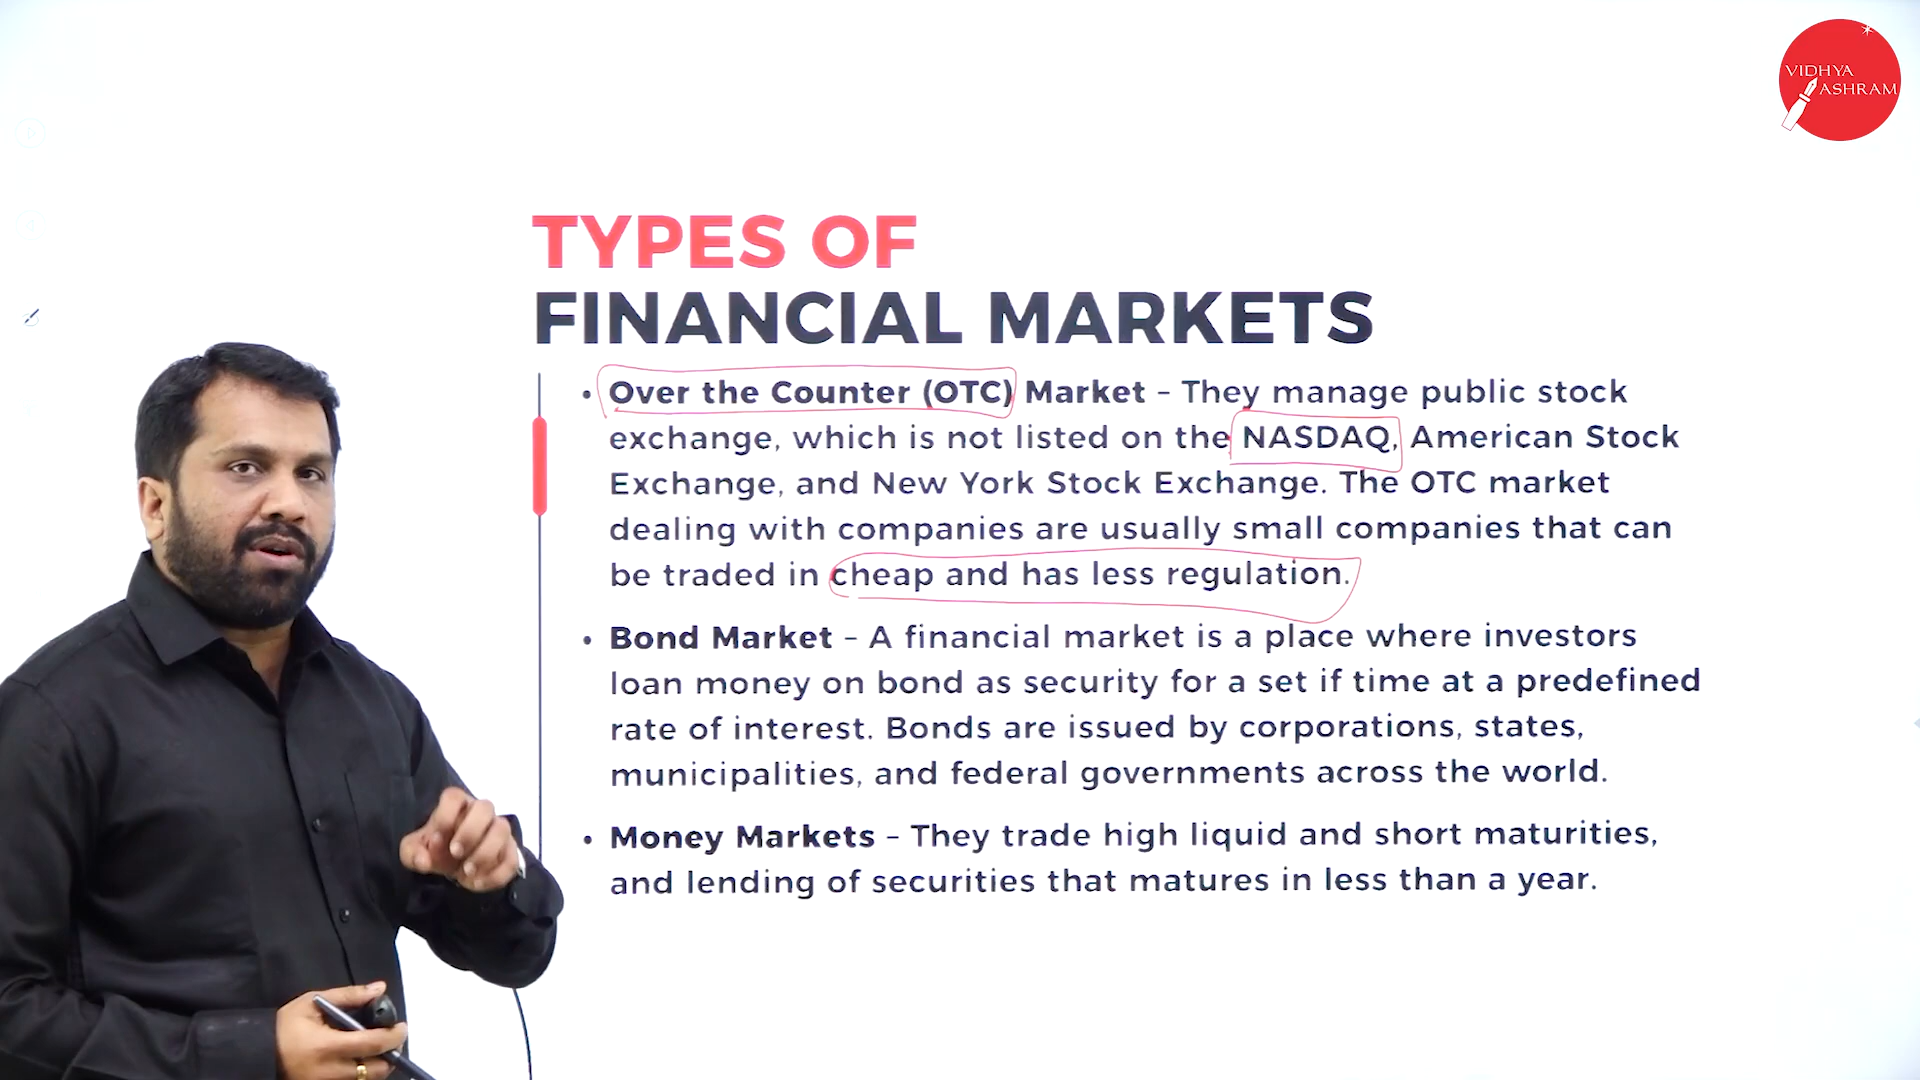 VIDHYA
ASHRAM
TYPES OF
FINANCIAL MARKETS
• Over the Counter (OTC) Market – They manage public stock
exchange, which is not listed on the NASDAQ, American Stock
Exchange, and New York Stock Exchange. The OTC market
dealing with companies are usually small companies that can
be traded in cheap and has less regulation.
• Bond Market – A financial market is a place where investors
loan money on bond as security for a set if time at a predefined
rate of interest. Bonds are issued by corporations, states,
municipalities, and federal governments across the world.
• Money Markets – They trade high liquid and short maturities,
and lending of securities that matures in less than a year.